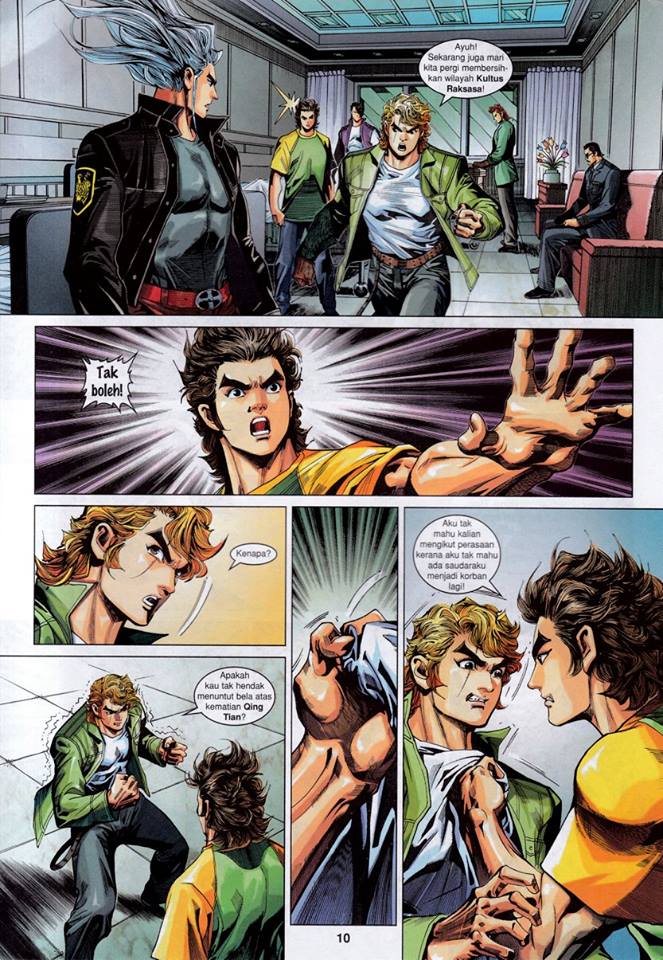 Ayuh!
Sekarang juga mari
kita pergi membersih-
kan wilayah Kultus
Raksasa!
Tak
boleh!
Kenapa?
Apakah
kau tak hendak
menuntut bela atas
kematian Qing
Tian?
Aku tak
mahu kalian
mengikut perasaan
kerana aku tak mahu
ada saudaraku
menjadi korban
lagi!
10